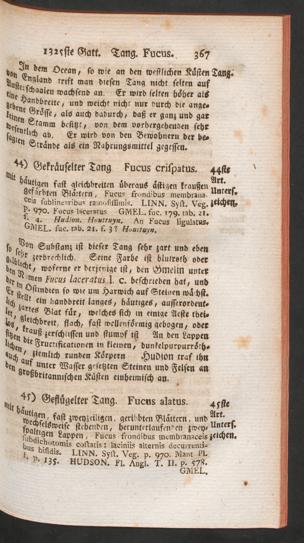 1325ste Gatt. Tang. Fucus. 367
In dem Ocean, so wie an den westlichen Küsten Tang.
von England trift man diesen Tang nicht selten auf
Austerschaalen wachsend an. Er wird selten höher als
eine Handbreite, und weicht nicht nur durch die ange-
gebene Grösse, als auch dadurch, daß er ganz und gar
keinen Stamm besitzt, von dem vorhergehenden sehr
wesentlich ab. Er wird von den Bewohnern der be-
sagten Strände als ein Nahrungsmittel gegessen.
44) Gekräuselter Tang Fucus crispatus. 44ste
Art.
mit häutigen fast gleichbreiten überaus ästigen krausen
gefärbten Blättern, Fucus frondibus membrana- Unters.
ceis sublinearibus ramosissimis. LINN. Syst. Veg. zeichen.
p. 970. Fucus laceratus GMEL. fuc. 179. tab. 21.
f. 4. Hudson. Houttuyn. An Fucus ligulatus.
GMEL. fuc. tab. 21. f. 3? Houttuyn.
Von Substanz ist dieser Tang sehr zart und eben
so sehr zerbrechlich. Seine Farbe ist blutroth oder
gelblicht, woferne er derjenige ist, den Gmelin unter
dem Namen Fucus laceratus l. c. beschrieben hat, und
der in Ostindien so wie um Harwich auf Steinen wächst.
Er stellt ein handbreit langes, häutiges, ausserordent-
lich zartes Blat für, welches sich in einige Aeste thei-
let, gleichbreit, flach, fast wellenförmig gebogen, oder
los, kraus zerschlissen und stumpf ist An den Lappen
sitzen die Fructificationen in kleinen, dunkelpurpurröth-
lichen, ziemlich runden Körpern Hudson traf ihn
auch auf unter Wasser gesetzten Steinen und Felsen an
den großbritannischen Küsten einheimisch an.
45) Geflügelter Tang. Fucus alatus. 45ste
Art.
mit häutigen, fast zweyzeiligen, geribbten Blättern, und
wechselsweise stehenden, herunterlaufenden zwey- Unters.
spaltigen Lappen, Fucus frondibus membranaceis zeichen.
subdichotomis costatis: laciniis alternis decurrenti-
bus bifidis. LINN. Syst. Veg. p. 970. Mant Pl.
I. p. 135. HUDSON. Fl. Angl. T. II. p. 578.
GMEL.